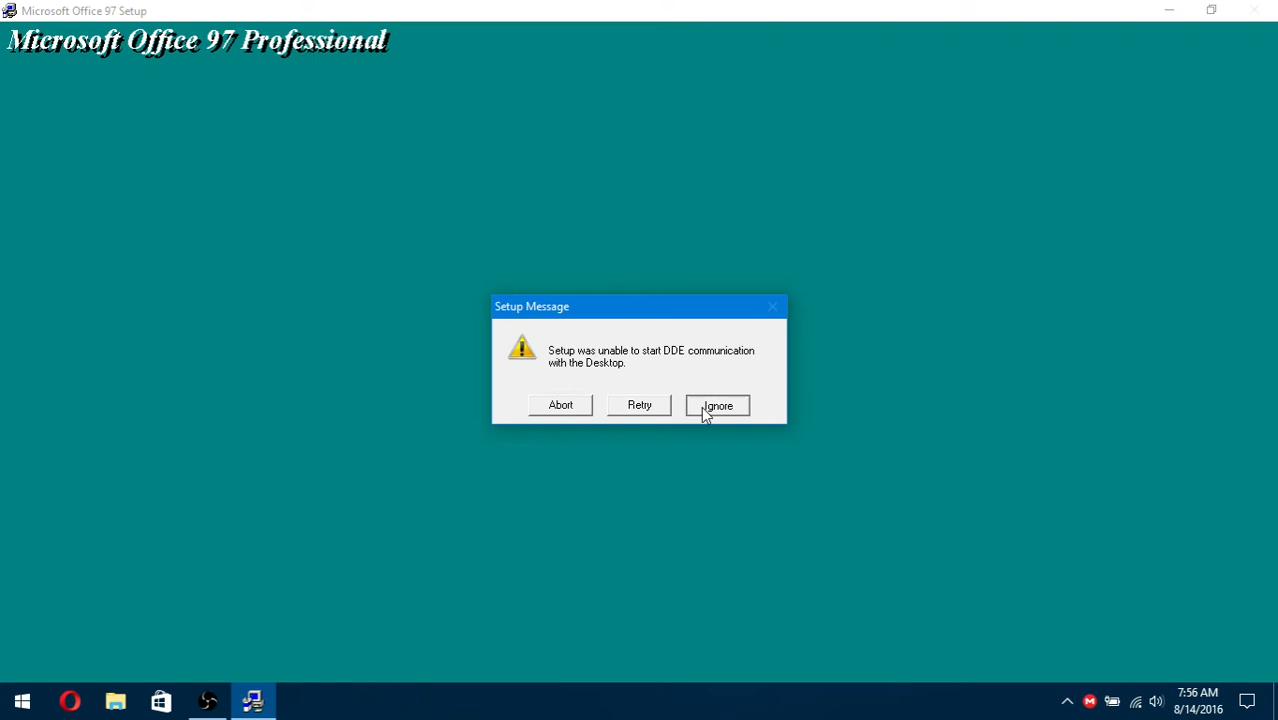 Microsoft Office 97 Setup
Microsoft Office 97 Professional
Setup Message
Setup was unable to start DDE communication
with the Desktop.
Abort
Retry
Ignore
7:56 AM
8/14/2016